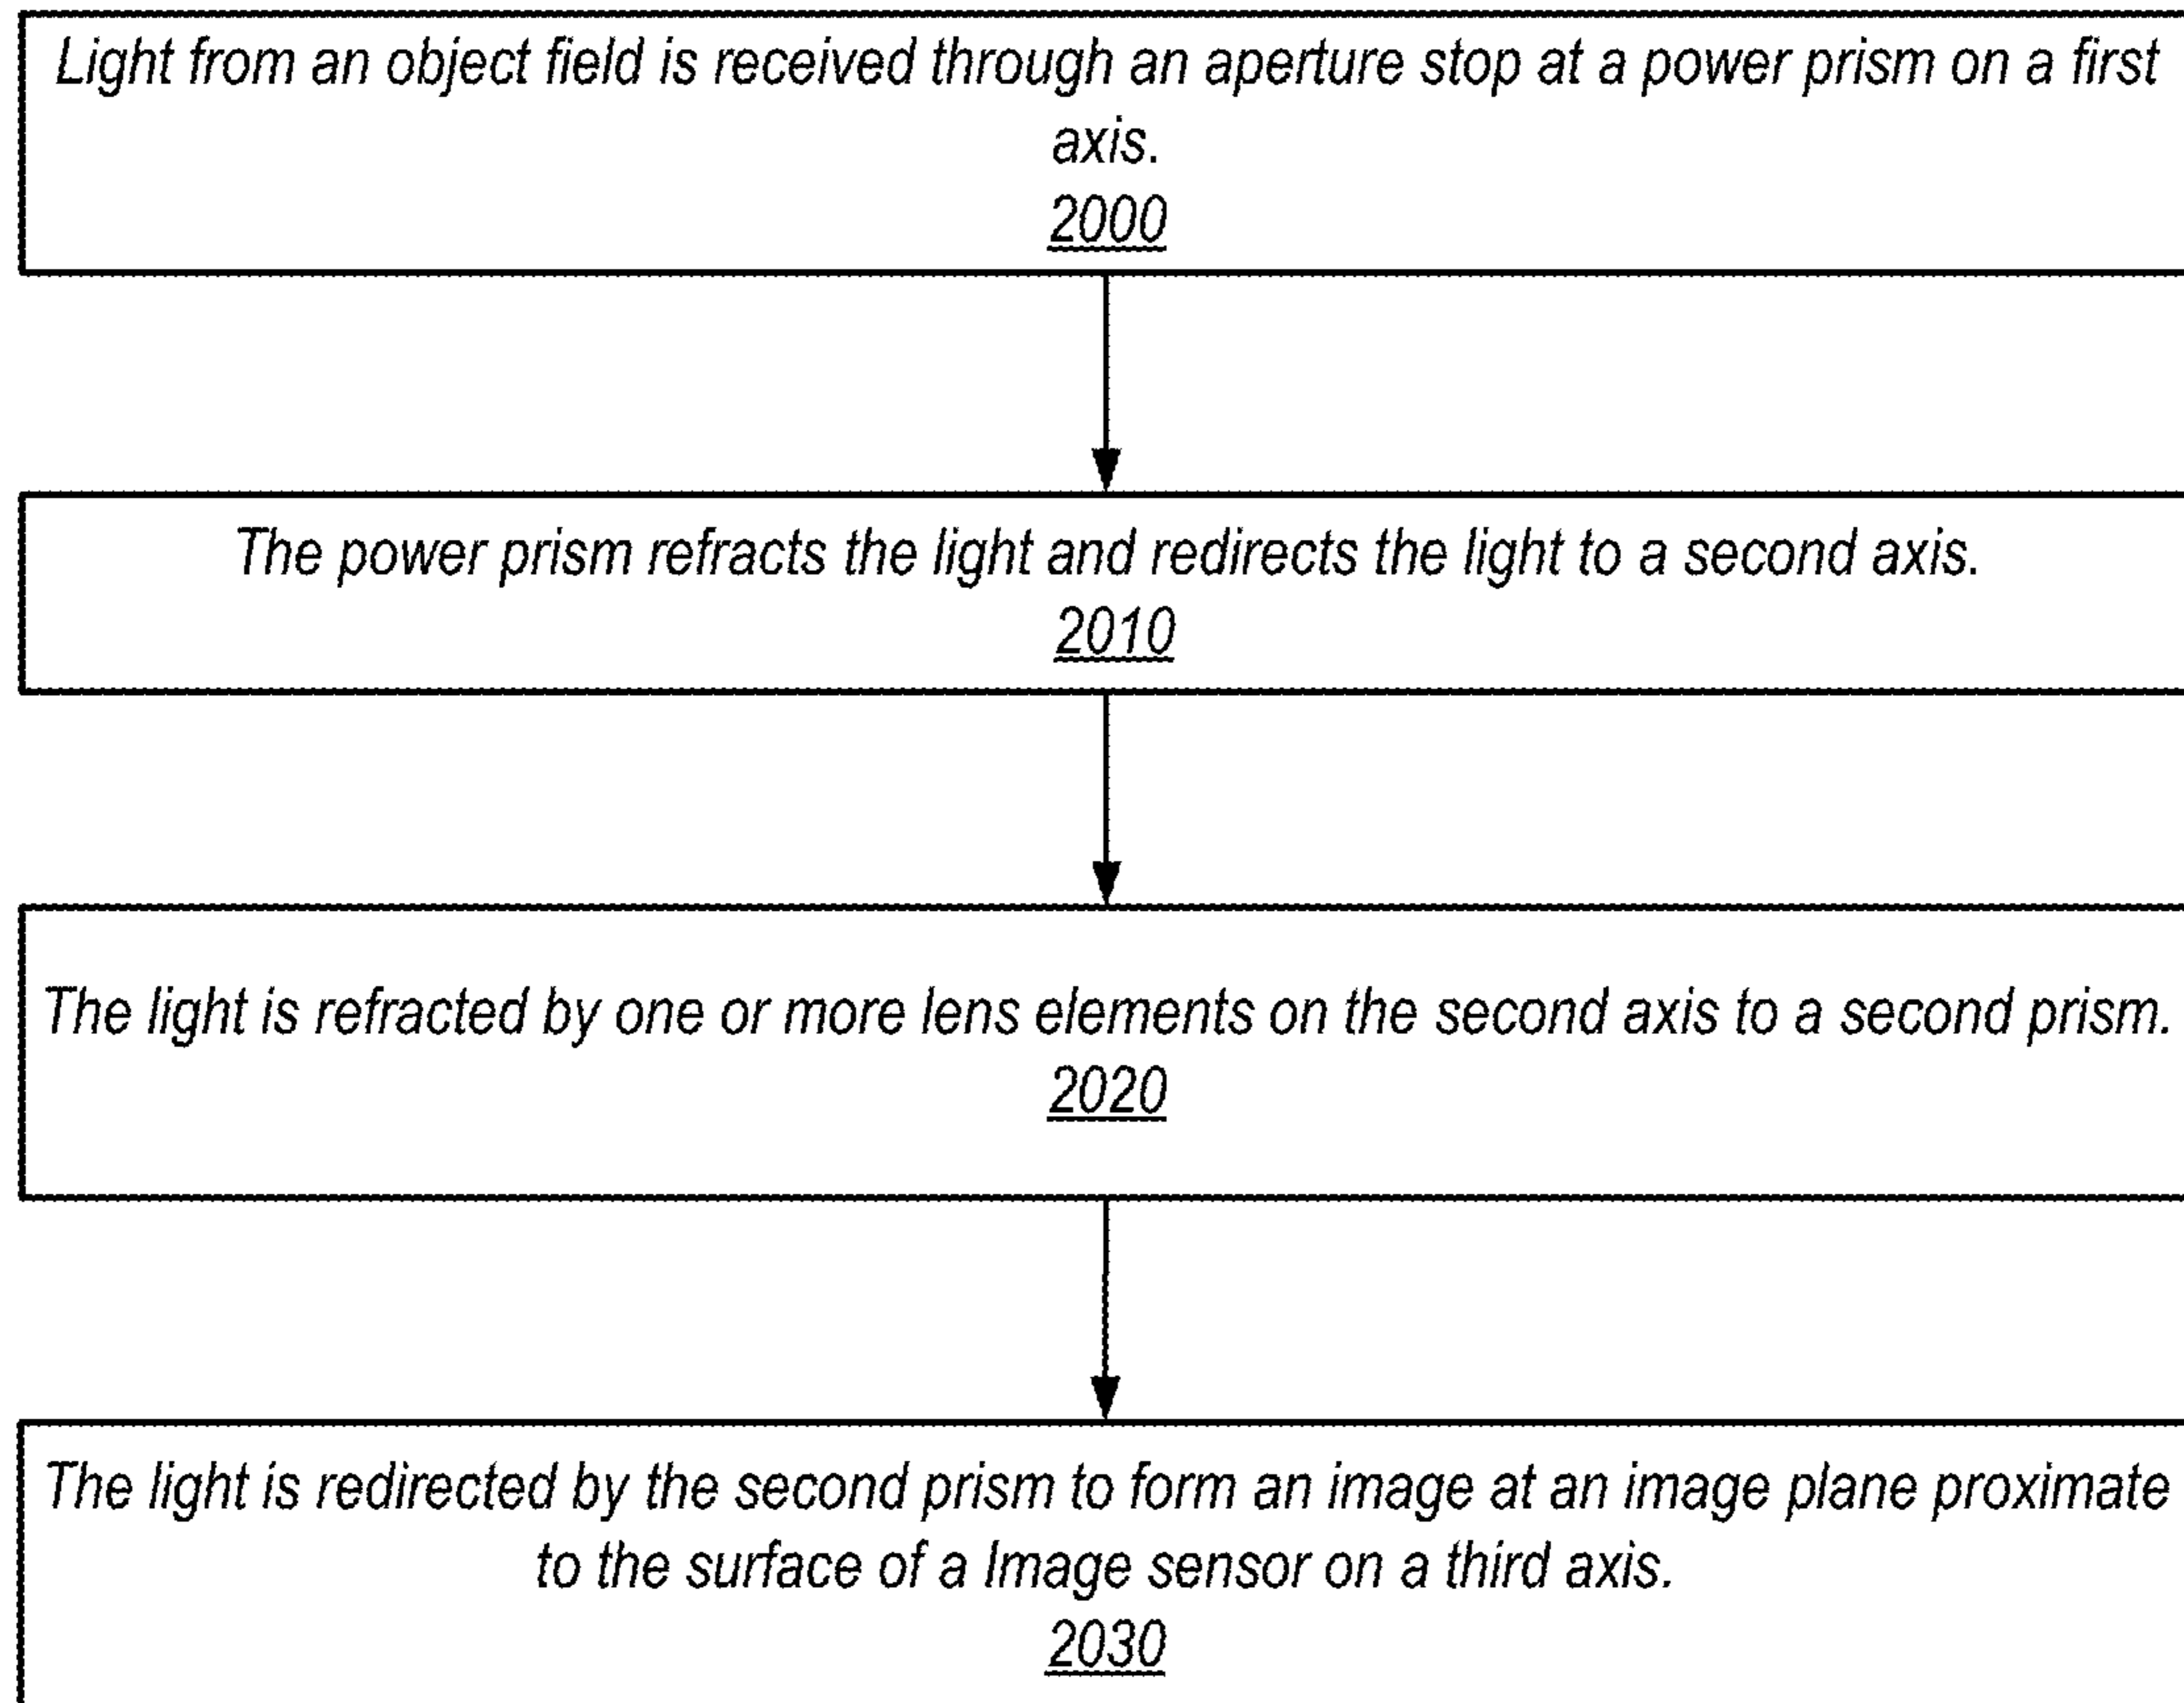 Light from an object field is received through an aperture stop at a power prism on a first
axis.
2000
The power prism refracts the light and redirects the light to a second axis.
2010
The light is refracted by one or more lens elements on the second axis to a second prism.
2020
The light is redirected by the second prism to form an image at an image plane proximate
to the surface of a Image sensor on a third axis.
2030